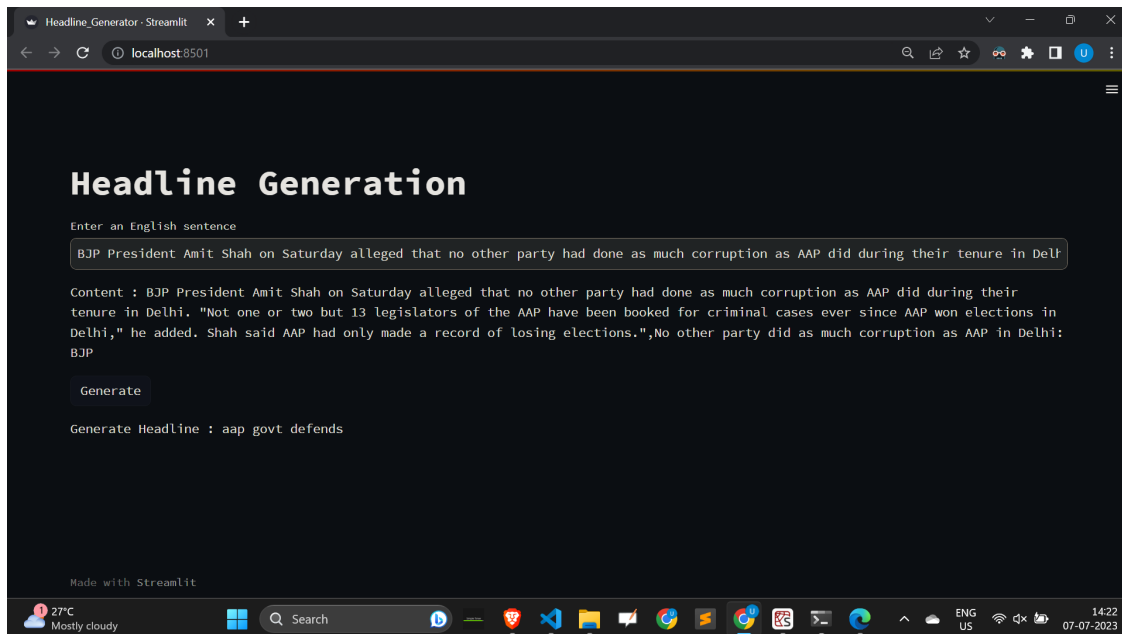 Headline_Generator · Streamlit
localhost:8501
U
Headline Generation
Enter an English sentence
BJP President Amit Shah on Saturday alleged that no other party had done as much corruption as AAP did during their tenure in Delh
Content : BJP President Amit Shah on Saturday alleged that no other party had done as much corruption as AAP did during their
tenure in Delhi. "Not one or two but 13 legislators of the AAP have been booked for criminal cases ever since AAP won elections in
Delhi," he added. Shah said AAP had only made a record of losing elections.",No other party did as much corruption as AAP in Delhi:
BJP
Generate
Generate Headline : aap govt defends
Made with Streamlit
1
27°C
Mostly cloudy
Search
ENG
US
14:22
07-07-2023